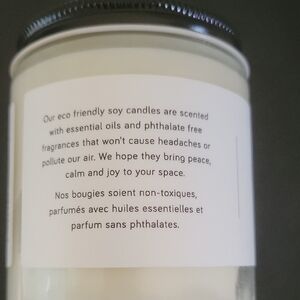 Our eco friendly soy candles are scented
with essential oils and phthalate free
fragrances that won't cause headaches or
pollute our air. We hope they bring peace,
calm and joy to your space.
Nos bougies soient non-toxiques,
parfumés avec huiles essentielles et
parfum sans phthalates.